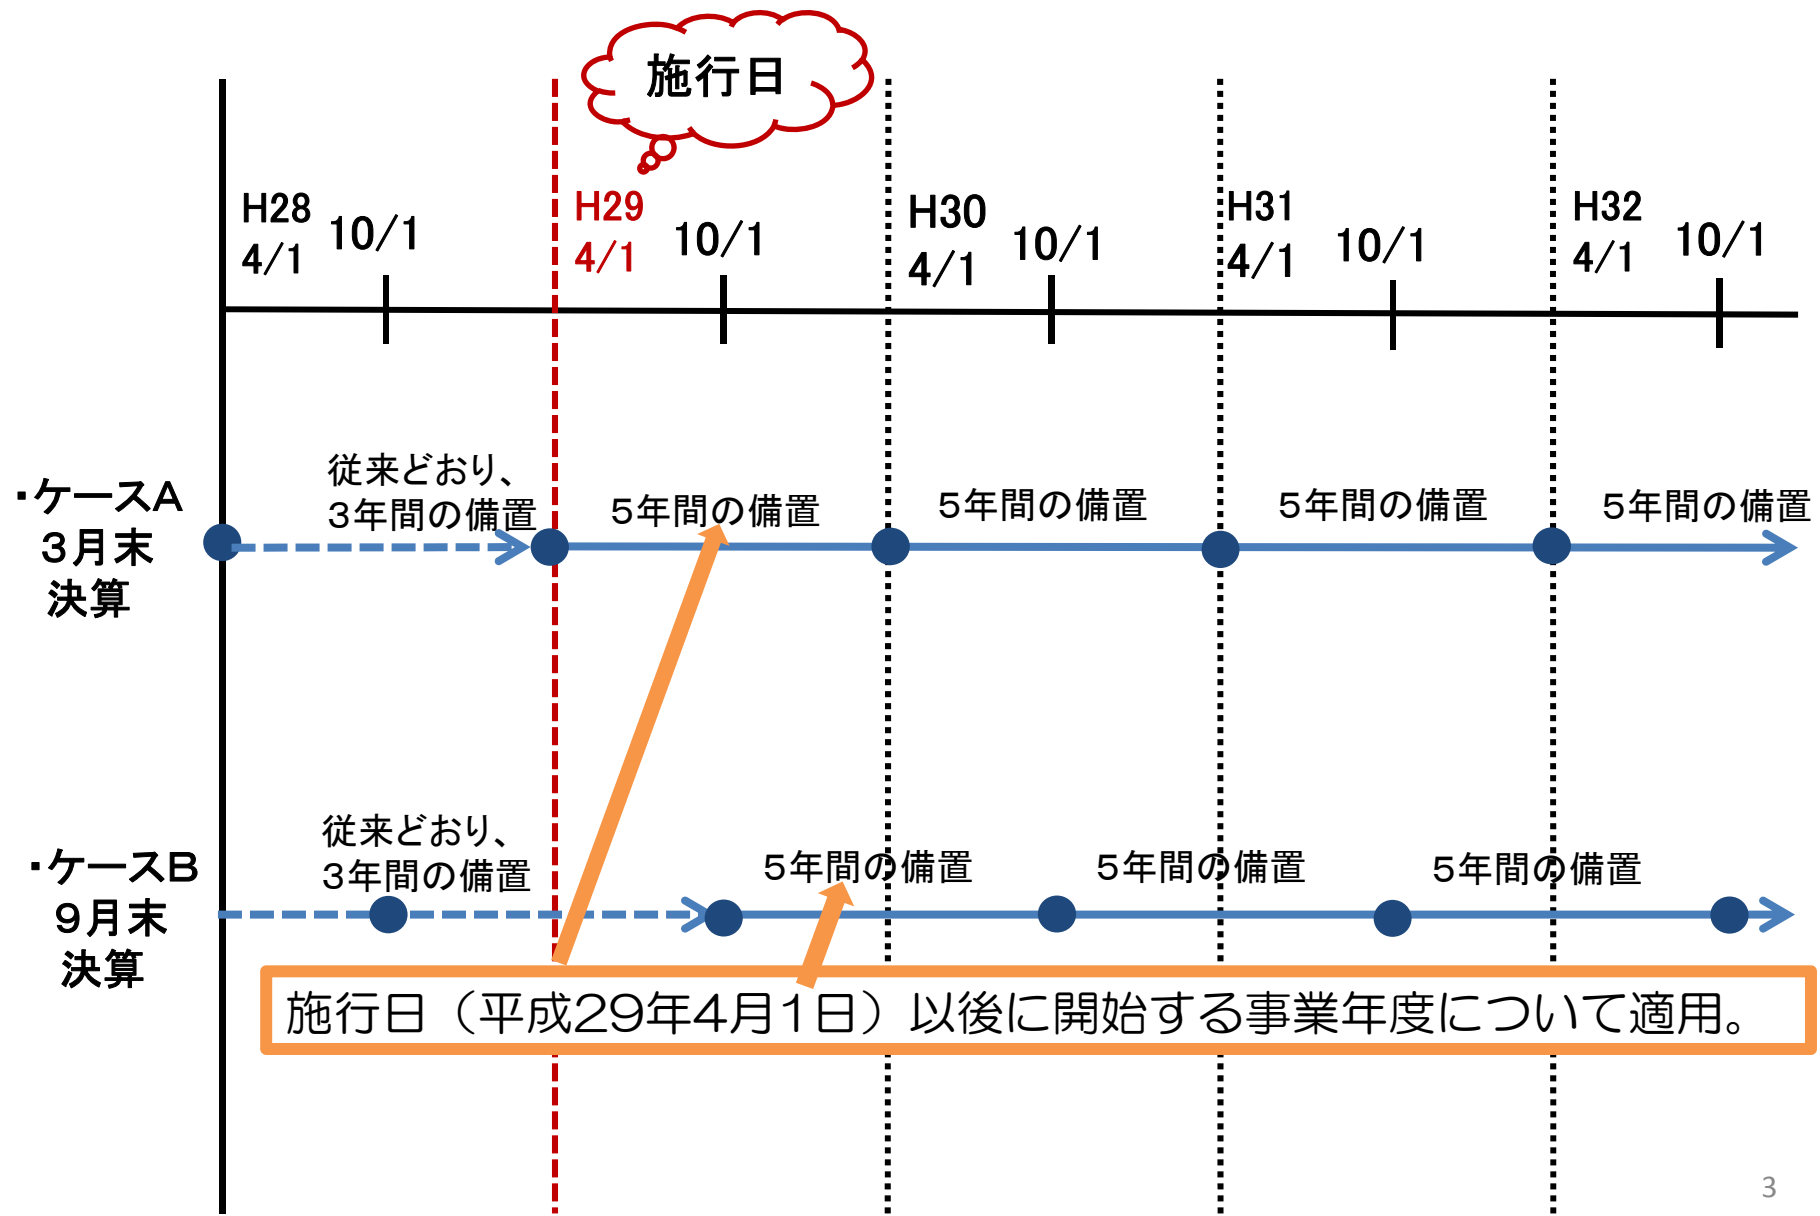 施行日
H28
4/1
10/1
H29
4/1
10/1
H30
4/1
10/1
H31
4/1
10/1
H32
4/1
10/1
・ケースA
３月末
決算
従来どおり、
３年間の備置
５年間の備置
５年間の備置
５年間の備置
５年間の備置
・ケースB
９月末
決算
従来どおり、
３年間の備置
５年間の備置
５年間の備置
５年間の備置
施行日（平成29年4月1日）以後に開始する事業年度について適用。
3